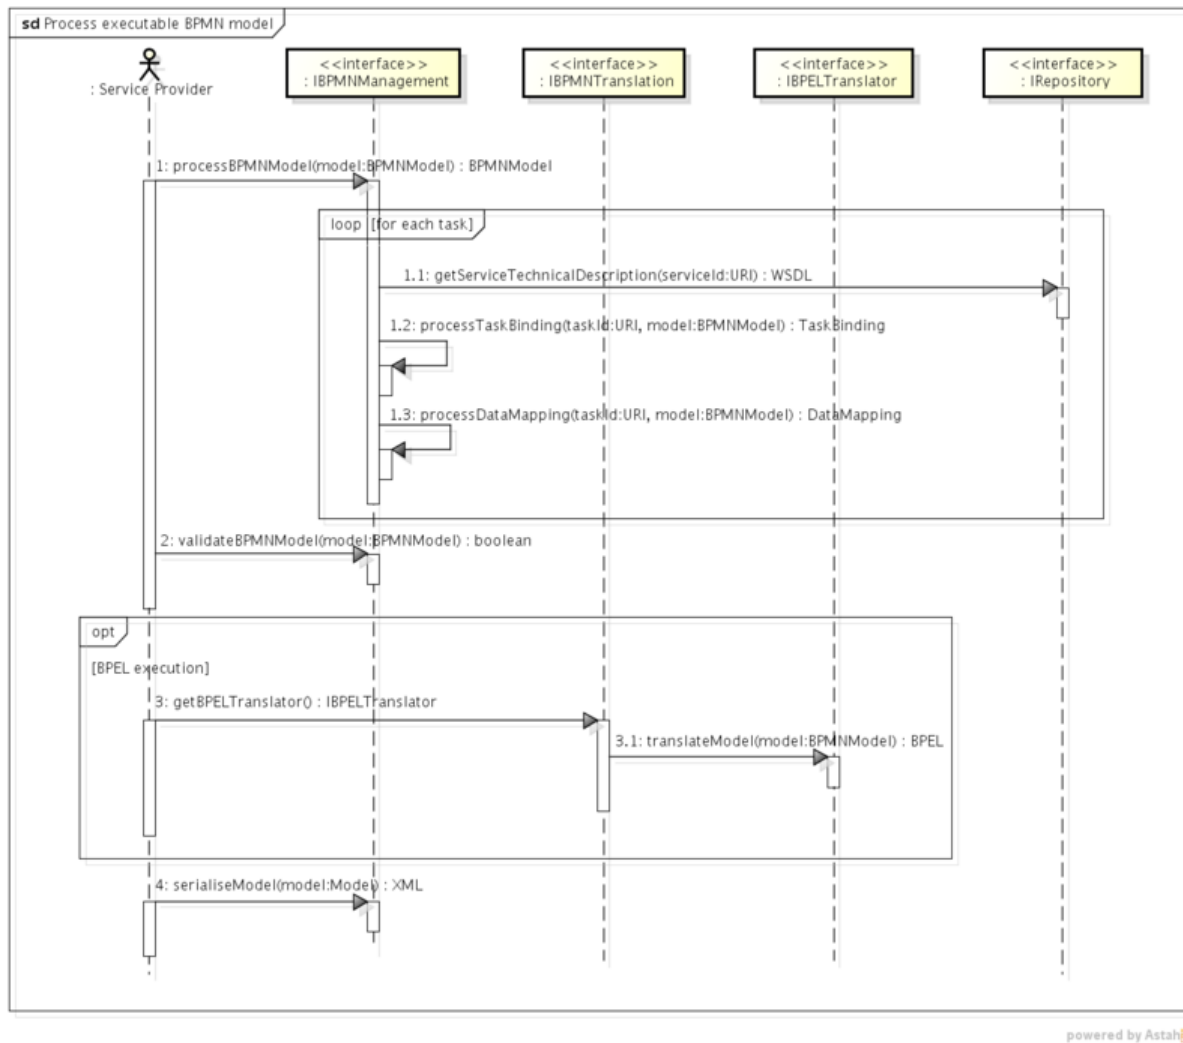 sd Process executable BPMN model
<<interface>>
: IBPMNManagement
<<interface>>
: IBPMNTranslation
<<interface>>
: IBPELTranslator
<<interface>>
: IRepository
: Service Provider
1: processBPMNModel(model:BPMNModel) : BPMNModel
loop [for each task]
1.1: getServiceTechnicalDescription(serviceId:URI) : WSDL
1.2: processTaskBinding(taskId:URI, model:BPMNModel) : TaskBinding
1.3: processDataMapping(taskId:URI, model:BPMNModel) : DataMapping
2: validateBPMNModel(model:BPMNModel) : boolean
opt
[BPEL execution]
3: getBPELTranslator() : IBPELTranslator
3.1: translateModel(model:BPMNModel) : BPEL
4: serialiseModel(model:Model) : XML
powered by Astah